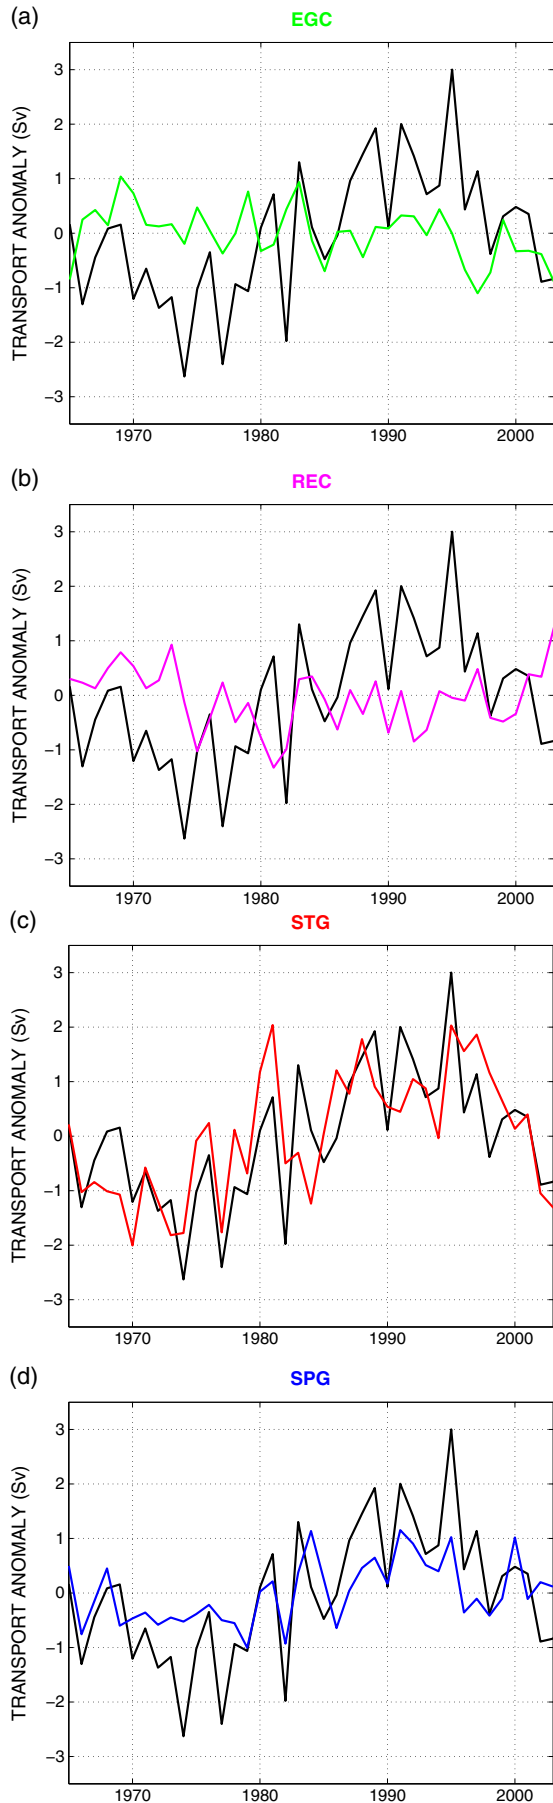 (a)
EGC
TRANSPORT ANOMALY (Sv)
3
2
1
0
−1
−2
−3
1970 1980 1990 2000
(b)
REC
TRANSPORT ANOMALY (Sv)
3
2
1
0
−1
−2
−3
1970 1980 1990 2000
(c)
STG
TRANSPORT ANOMALY (Sv)
3
2
1
0
−1
−2
−3
1970 1980 1990 2000
(d)
SPG
TRANSPORT ANOMALY (Sv)
3
2
1
0
−1
−2
−3
1970 1980 1990 2000